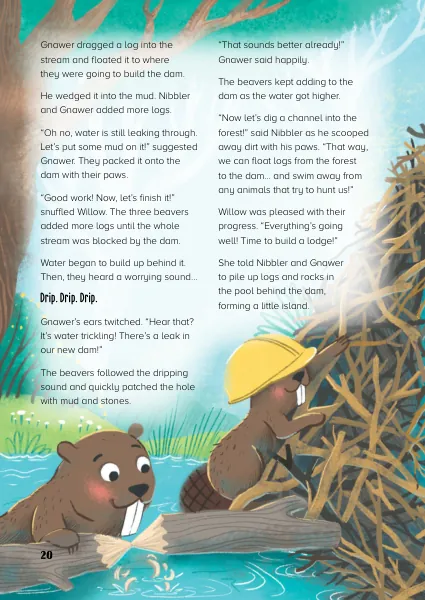 Gnawer dragged a log into the
stream and floated it to where
they were going to build the dam.
He wedged it into the mud. Nibbler
and Gnawer added more logs.
“Oh no, water is still leaking through.
Let’s put some mud on it!” suggested
Gnawer. They packed it onto the
dam with their paws.
“Good work! Now, let’s finish it!”
snuffled Willow. The three beavers
added more logs until the whole
stream was blocked by the dam.
Water began to build up behind it.
Then, they heard a worrying sound...
Drip. Drip. Drip.
Gnawer’s ears twitched. “Hear that?
It’s water trickling! There’s a leak in
our new dam!”
The beavers followed the dripping
sound and quickly patched the hole
with mud and stones.
“That sounds better already!”
Gnawer said happily.
The beavers kept adding to the
dam as the water got higher.
“Now let’s dig a channel into the
forest!” said Nibbler as he scooped
away dirt with his paws. “That way,
we can float logs from the forest
to the dam... and swim away from
any animals that try to hunt us!”
Willow was pleased with their
progress. “Everything’s going
well! Time to build a lodge!”
She told Nibbler and Gnawer
to pile up logs and rocks in
the pool behind the dam,
forming a little island.
20